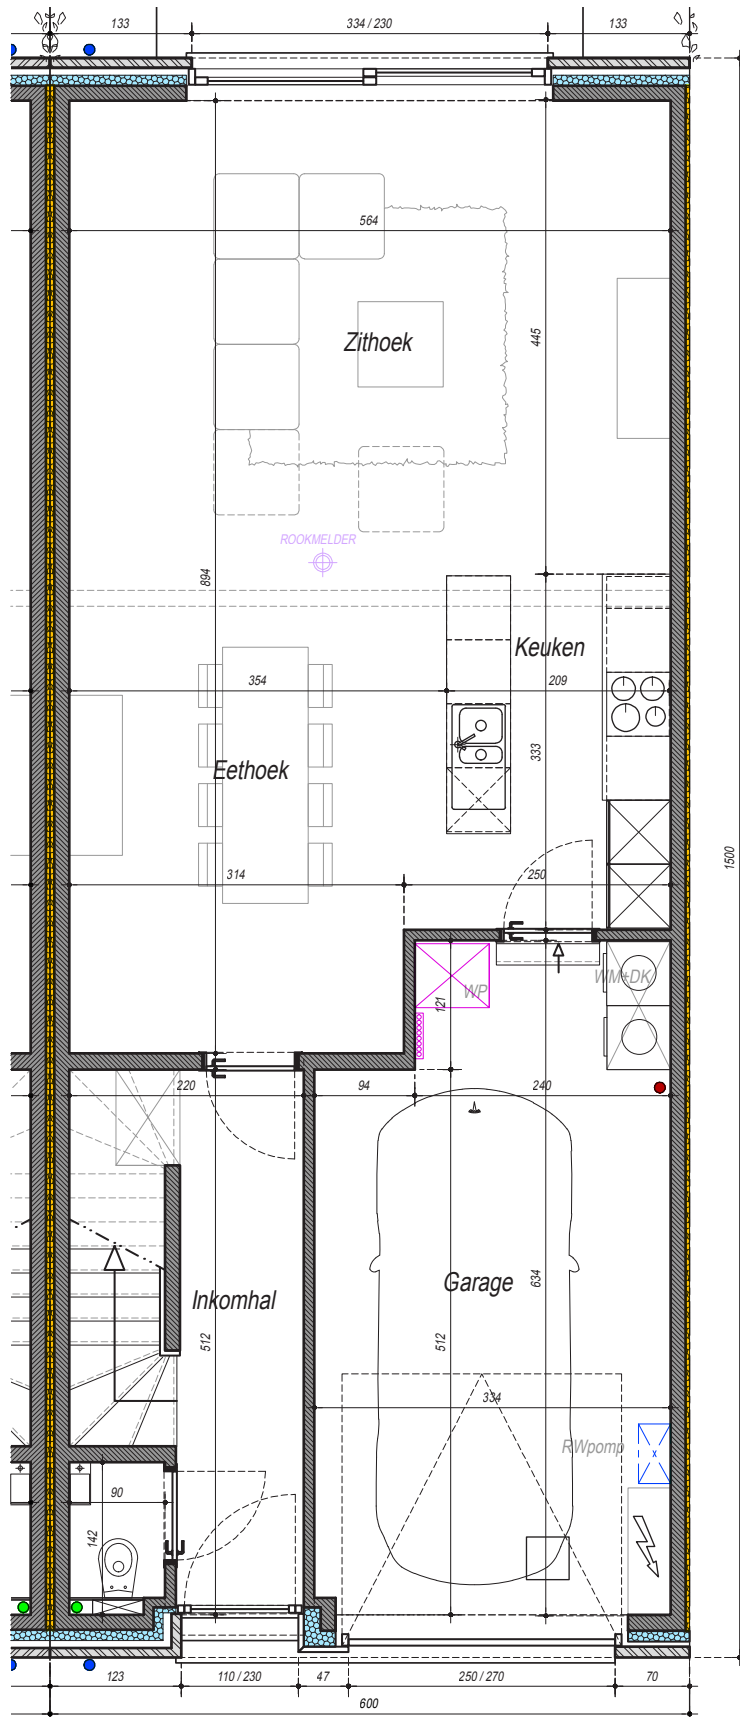 133
334 / 230
133
564
Zithoek
445
ROOKMELDER
894
Keuken
354
209
333
Eethoek
1500
314
250
WP
WM+DK
121
220
94
240
Garage
634
Inkomhal
512
512
334
RWpomp
90
142
123
110 / 230
47
250 / 270
70
600